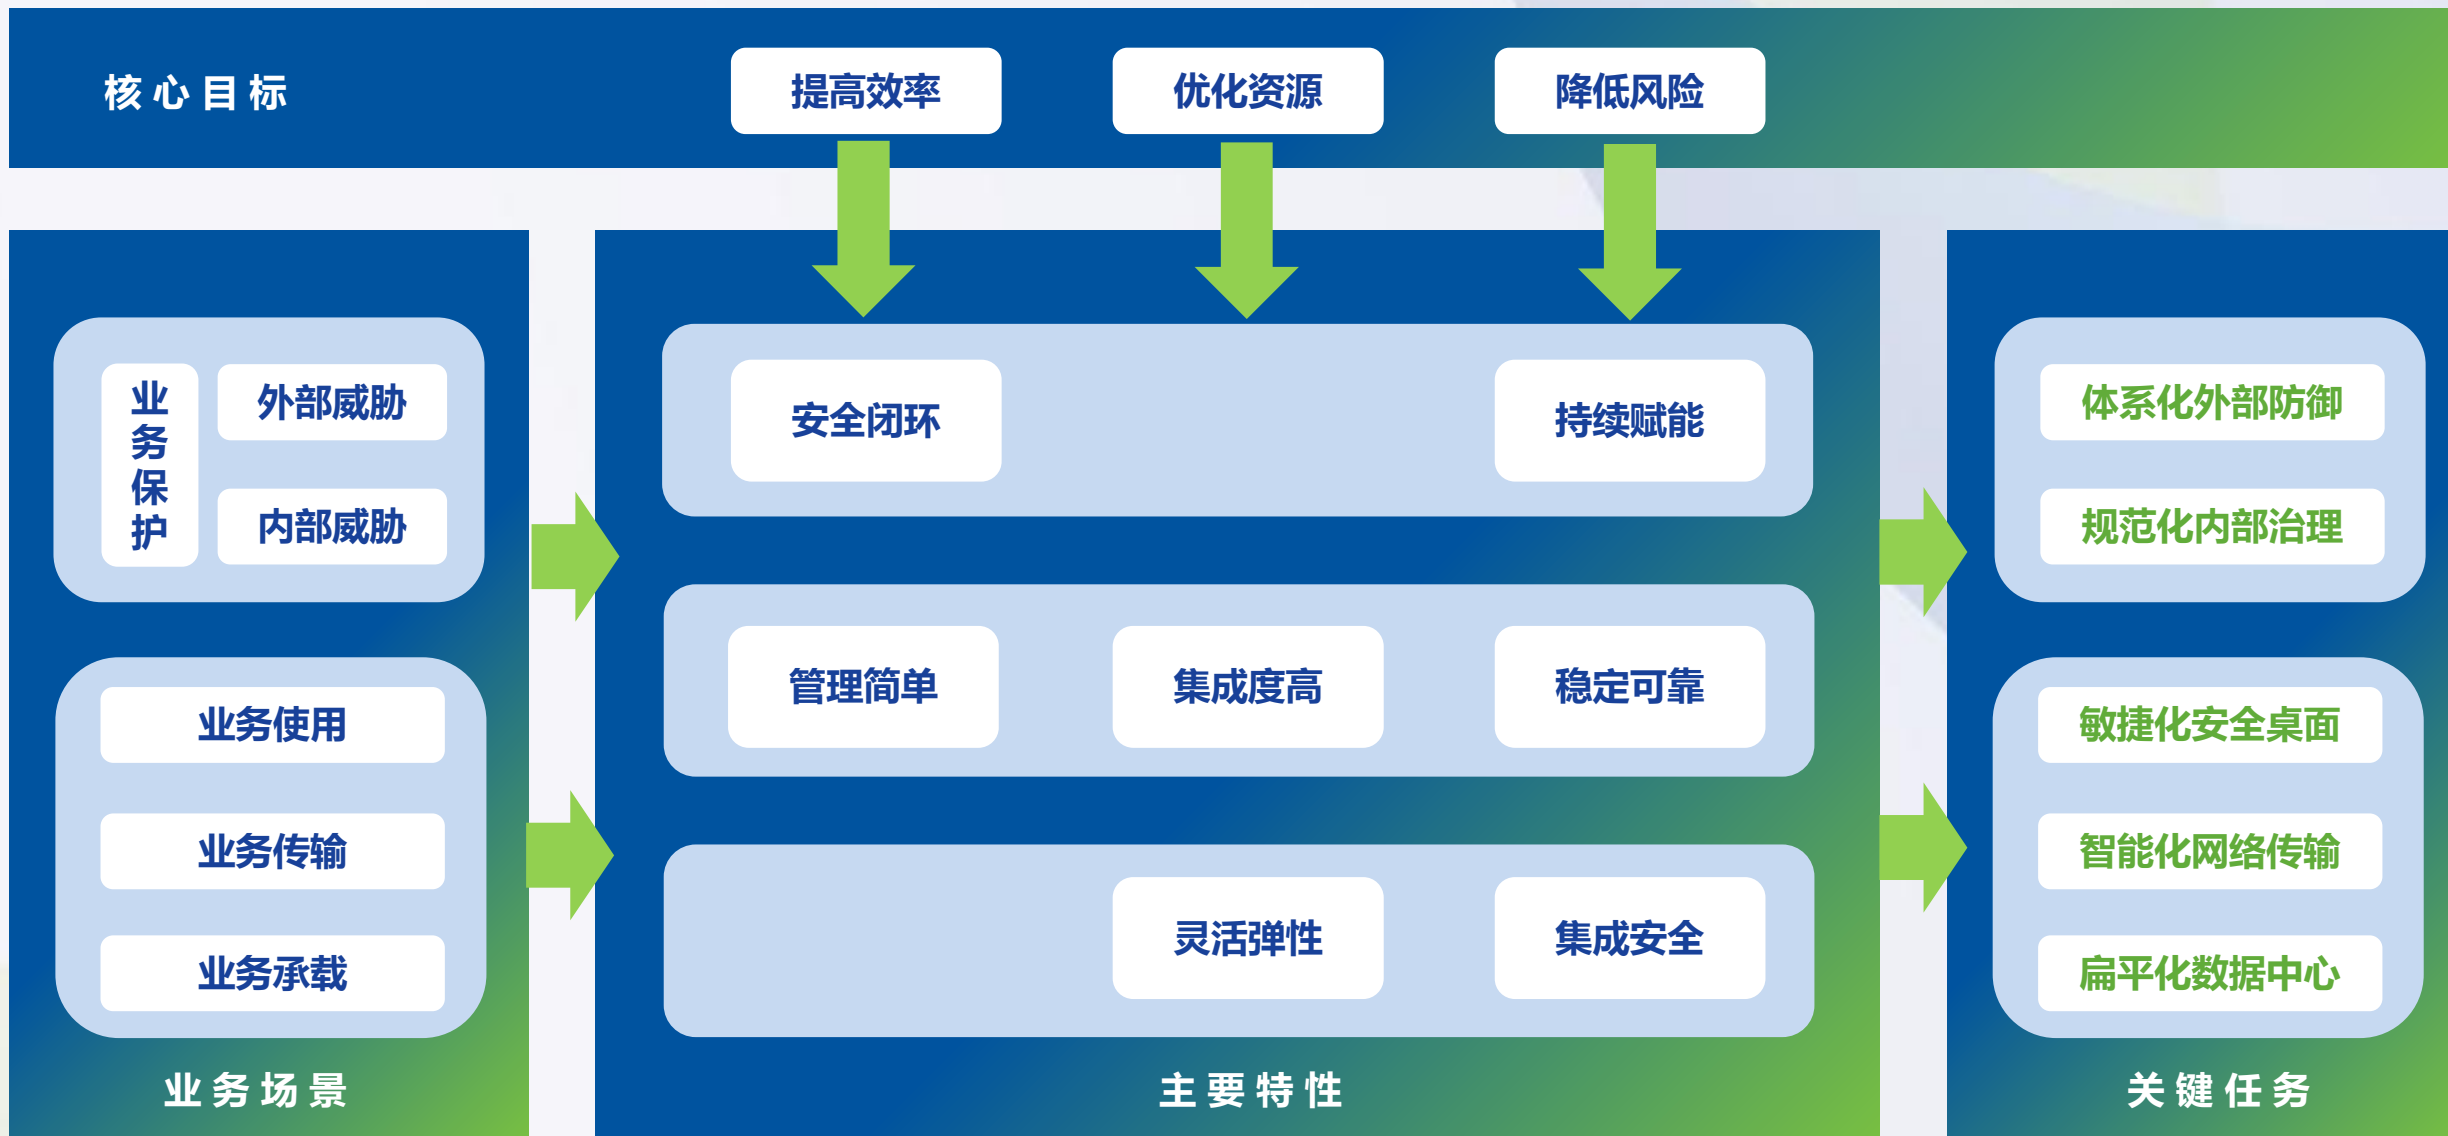 核心目标
提高效率
优化资源
降低风险
业务保护
外部威胁
内部威胁
业务使用
业务传输
业务承载
业务场景
安全闭环
持续赋能
管理简单
集成度高
稳定可靠
灵活弹性
集成安全
主要特性
体系化外部防御
规范化内部治理
敏捷化安全桌面
智能化网络传输
扁平化数据中心
关键任务